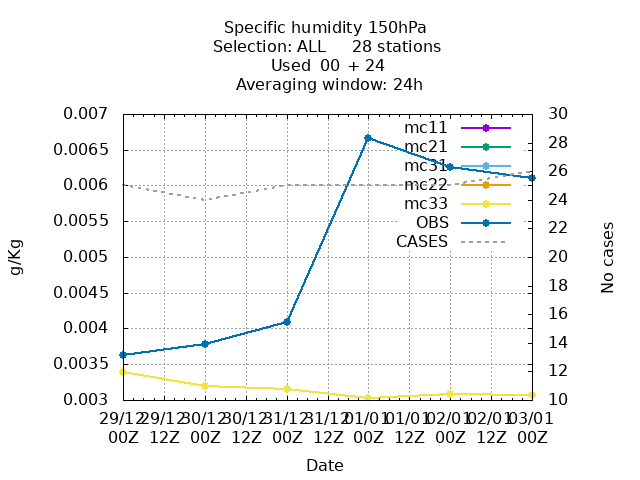 Specific humidity 150hPa
Selection: ALL 28 stations
Used 00 + 24
Averaging window: 24h
0.007
0.0065
0.006
0.0055
0.005
0.0045
0.004
0.0035
0.003
g/Kg
30
28
26
24
22
20
18
16
14
12
10
No cases
mc11
mc21
mc31
mc22
mc33
OBS
CASES
29/12 29/12 30/12 30/12 31/12 31/12 01/01 01/01 02/01 02/01 03/01
00Z 12Z 00Z 12Z 00Z 12Z 00Z 12Z 00Z 12Z 00Z
Date